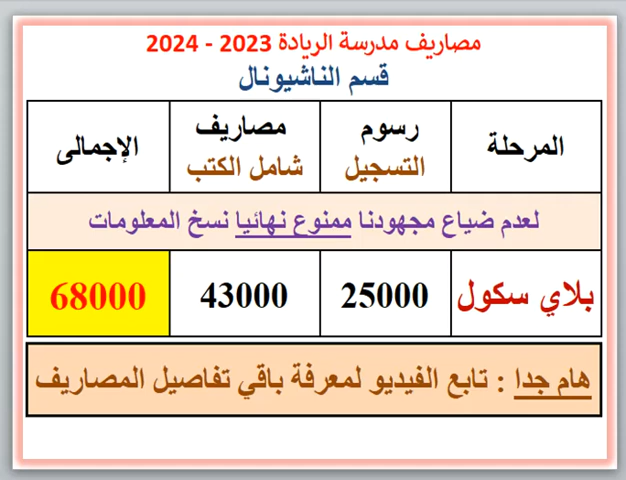 مصاريف مدرسة الريادة 2023 - 2024
قسم الناشيونال
المرحلة
رسوم
التسجيل
مصاريف
شامل الكتب
الإجمالى
لعدم ضياع مجهودنا ممنوع نهائيا نسخ المعلومات
بلاي سكول 25000 43000 68000
هام جدا : تابع الفيديو لمعرفة باقي تفاصيل المصاريف